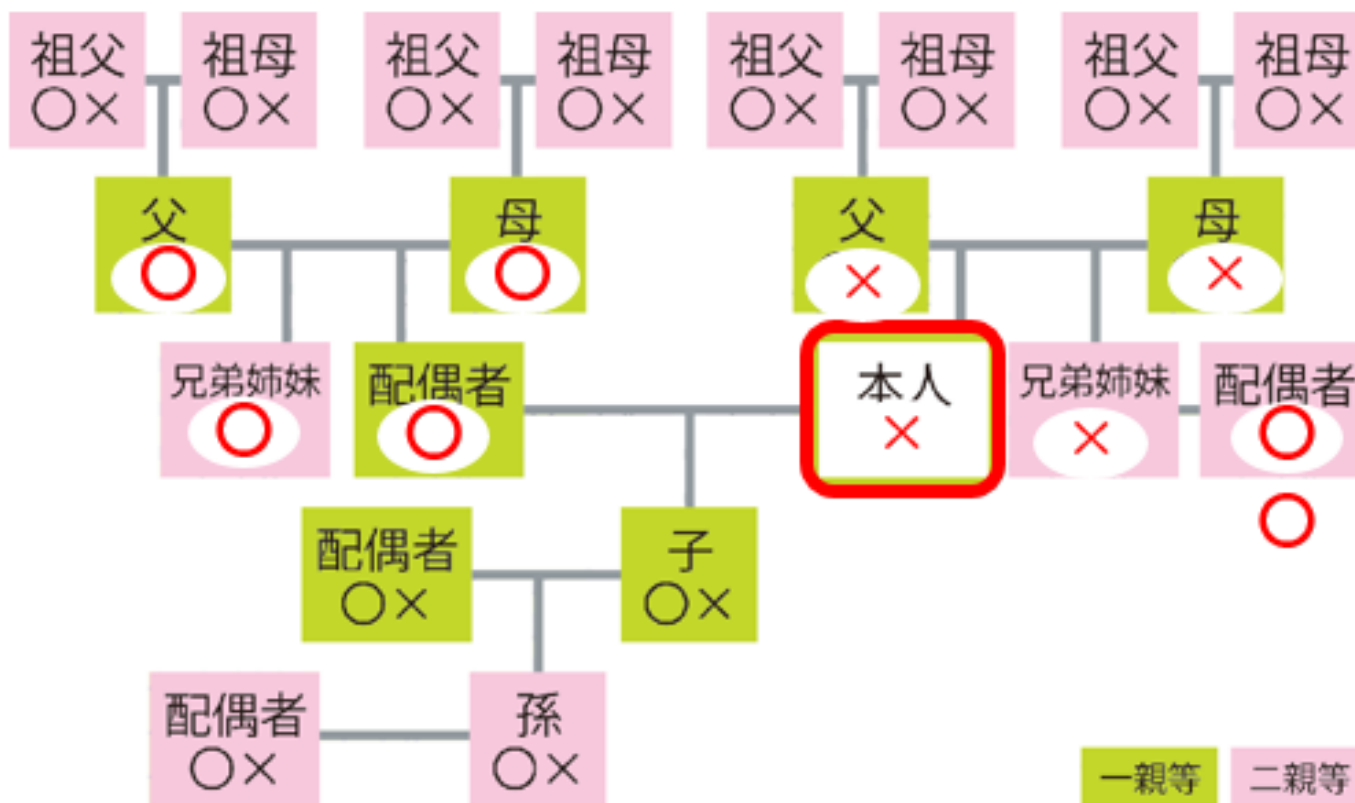 祖父 祖母 祖父 祖母 祖父 祖母 祖父 祖母
○× ○× ○× ○× ○× ○× ○× ○×
父 母 父 母
○ ○ × ×
兄弟姉妹 配偶者 本人 兄弟姉妹 配偶者
○ ○ × × ○
○
配偶者 子
○× ○×
配偶者 孫
○× ○×
一親等 二親等